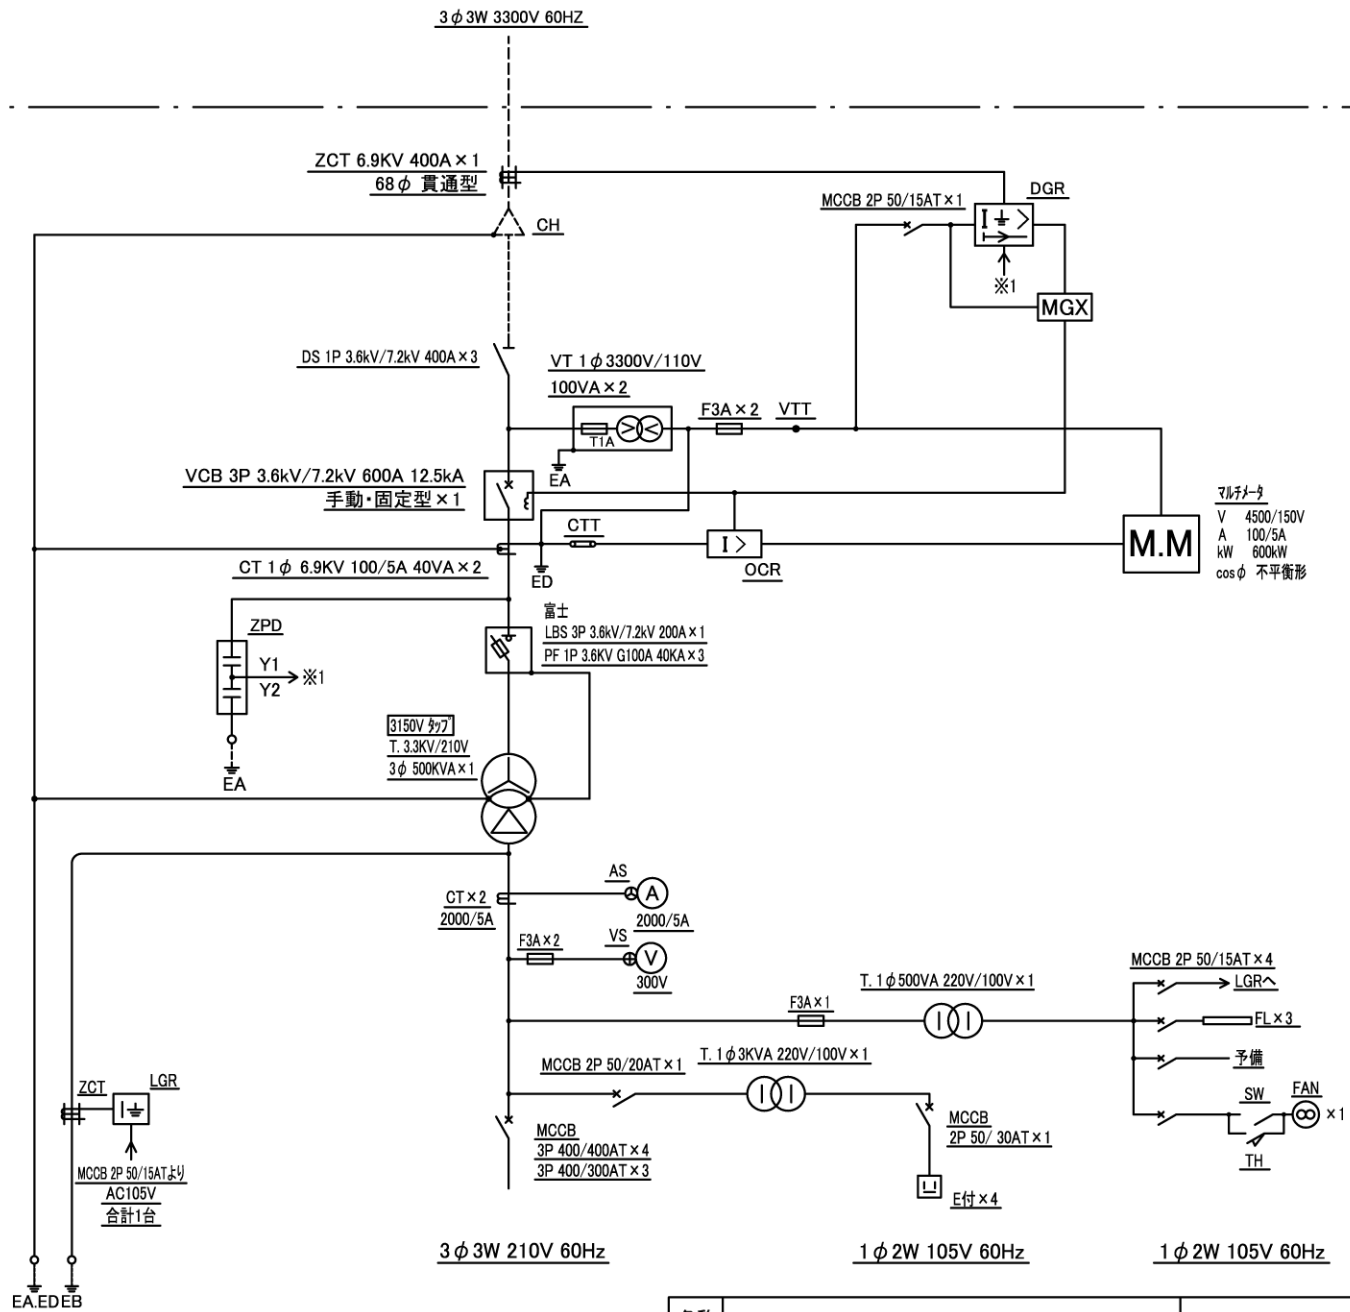 3φ3W 3300V 60HZ
ZCT 6.9KV 400A×1
68φ 貫通型
CH
MCCB 2P 50/15AT×1
DGR
I >
※1
MGX
DS 1P 3.6kV/7.2kV 400A×3
VT 1φ3300V/110V
100VA×2
T1A
EA
F3A×2
VTT
VCB 3P 3.6kV/7.2kV 600A 12.5kA
手動・固定型×1
CTT
ED
I >
OCR
M.M
マルチメータ
V 4500/150V
A 100/5A
kW 600kW
cosφ 不平衡形
CT 1φ 6.9KV 100/5A 40VA×2
ZPD
Y1
Y2
※1
EA
富士
LBS 3P 3.6kV/7.2kV 200A×1
PF 1P 3.6KV G100A 40KA×3
3150V タップ
T. 3.3KV/210V
3φ 500KVA×1
CT×2
2000/5A
AS
A
2000/5A
F3A×2
VS
V
300V
F3A×1
T. 1φ500VA 220V/100V×1
MCCB 2P 50/15AT×4
LGRへ
FL×3
予備
SW
FAN
×1
TH
MCCB 2P 50/20AT×1
T. 1φ3KVA 220V/100V×1
MCCB
3P 400/400AT×4
3P 400/300AT×3
MCCB
2P 50/ 30AT×1
E付×4
ZCT
LGR
I
MCCB 2P 50/15ATより
AC105V
合計1台
3φ3W 210V 60Hz
1φ2W 105V 60Hz
1φ2W 105V 60Hz
EA.ED
EB